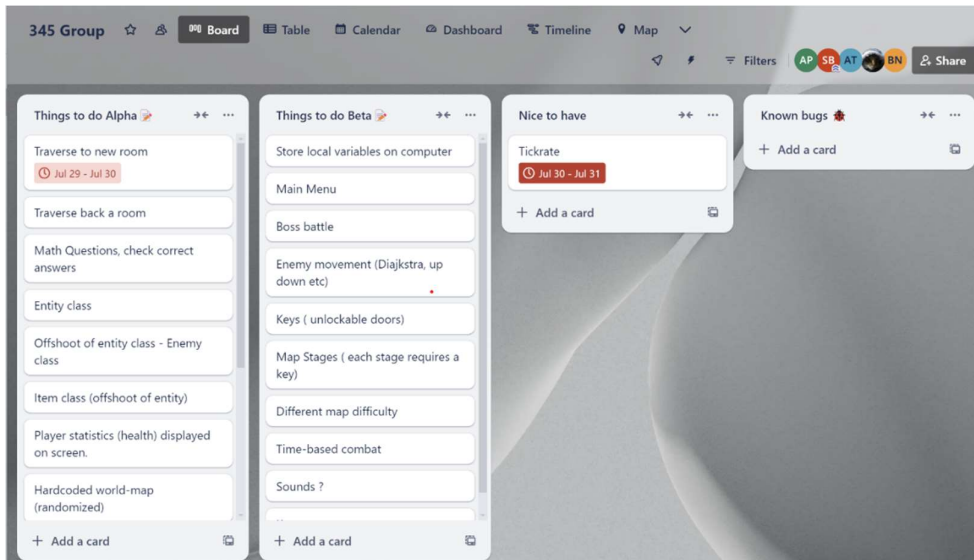 345 Group
Board
Table
Calendar
Dashboard
Timeline
Map
Filters
AP
SB
AT
BN
Share
Things to do Alpha
Traverse to new room
Jul 29 - Jul 30
Traverse back a room
Math Questions, check correct
answers
Entity class
Offshoot of entity class - Enemy
class
Item class (offshoot of entity)
Player statistics (health) displayed
on screen.
Hardcoded world-map
(randomized)
+ Add a card
Things to do Beta
Store local variables on computer
Main Menu
Boss battle
Enemy movement (Diajkstra, up
down etc)
Keys ( unlockable doors)
Map Stages ( each stage requires a
key)
Different map difficulty
Time-based combat
Sounds ?
+ Add a card
Nice to have
Tickrate
Jul 30 - Jul 31
+ Add a card
Known bugs
+ Add a card